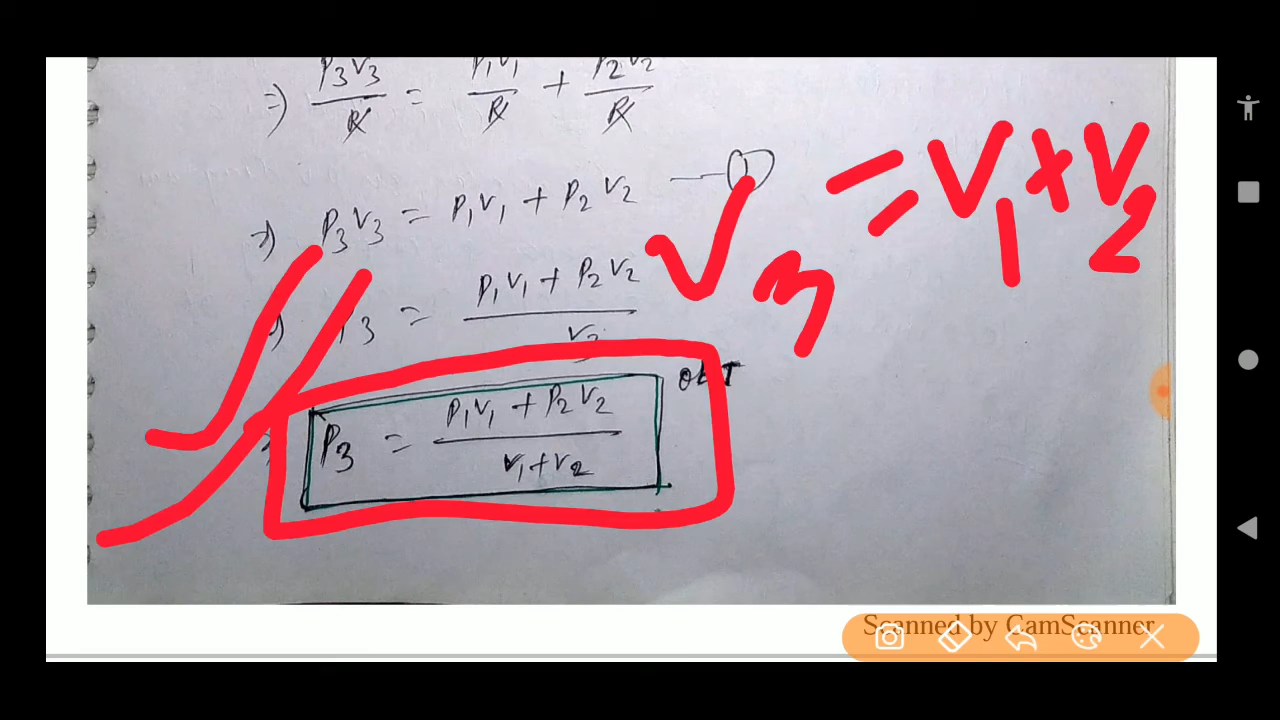 =) P3V3/R = P1V1/R + P2V2/R
=) P3V3 = P1V1 + P2V2 — 1
V3 = V1 + V2
P3 = P1V1 + P2V2 / V3
P3 = P1V1 + P2V2 / V1 + V2
Scanned by CamScanner